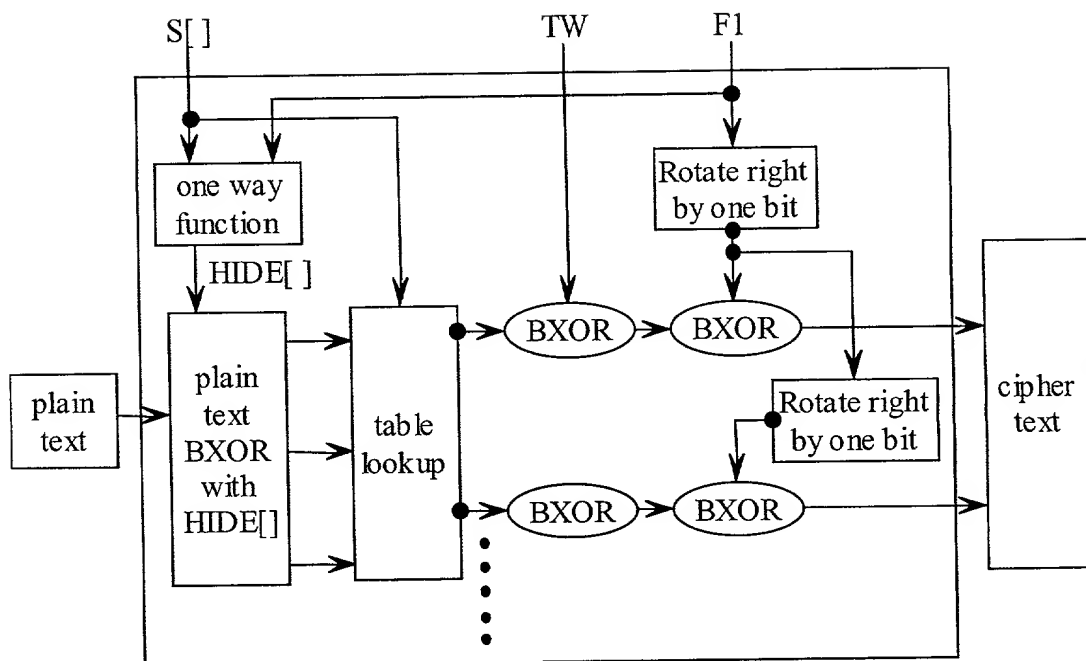 S[ ]
TW
F1
one way
function
Rotate right
by one bit
HIDE[ ]
BXOR
BXOR
plain
text
plain
text
BXOR
with
HIDE[]
table
lookup
Rotate right
by one bit
cipher
text
BXOR
BXOR